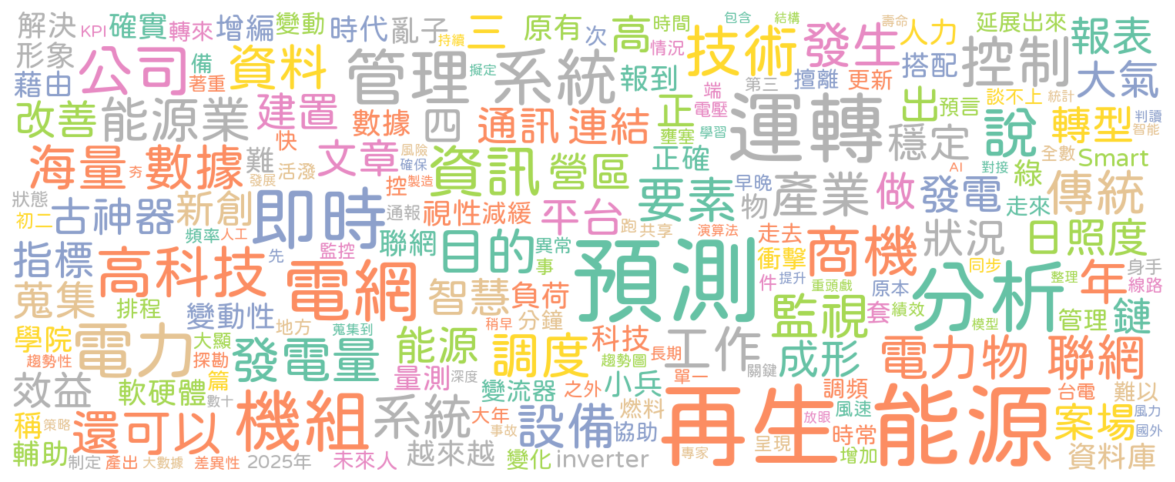 解決 KPI 確實 轉來 增編 變動 時代 亂子 三 原有 次 高 時間 包含 結構 壽命 延展出來
形象 公司 備 資料 管理 系統 報到 情況 擬定 技術 第三 發生 人力 控制 報表
藉由 著重 持續 端 擅離 更新 搭配 大氣
改善 能源業 建置 快 數據 四 通訊 連結 正 電壓 壅塞 學習 運轉 出 預言 談不上 統計 說 轉型 判讀 智能
海量 數據 夯 難 活潑 文章 風險 確保 資訊 營區 正確 AI 穩定 綠 對接 全數 Smart
狀態 發展 控 製造 要素 早晚 物 產業 做 發電 走來 傳統
初二 古神器 新創 即時 通報 視性 減緩 平台 跑 共享 演算法 走去
指標 頻率 人工 先 監控 聯網 目的 異常 事 預測 衝擊 商機 狀況 日照度
蒐集 高科技 電網 智慧 負荷 件 提升 原本 同步 分析 年 整理 身手 線路
排程 變動性 地方 分鐘 重頭戲 監視 套 績效 管理 鏈
學院 電力 大顯 蒐集到 稍早 能源 調度 科技 工作 模型
趨勢性 探勘 發電量 量測 深度 趨勢圖 長期 關鍵 成形 電力物 聯網
效益 軟硬體 篇 數十 變流器 之外 小兵 單一 調頻 台電 難以
稱 策略 還可以 機組 系統 大年 設備 燃料 再生 能源 放眼 風速 案場 風力 國外
輔助 事故 協助 呈現 時常
制定 產出 大數據 差異性 2025年 未來人 越來越 變化 inverter 專家 增加 資料庫